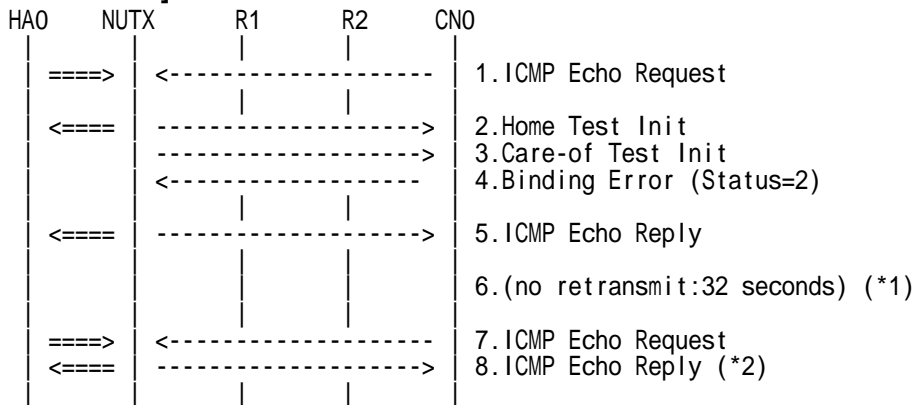 HA0 NUTX R1 R2 CN0
====> <--------------------- 1.ICMP Echo Request
<==== ---------------------> 2.Home Test Init
---------------------> 3.Care-of Test Init
<-------------------- 4.Binding Error (Status=2)
<==== ---------------------> 5.ICMP Echo Reply
6.(no retransmit:32 seconds) (*1)
====> <--------------------- 7.ICMP Echo Request
<==== ---------------------> 8.ICMP Echo Reply (*2)